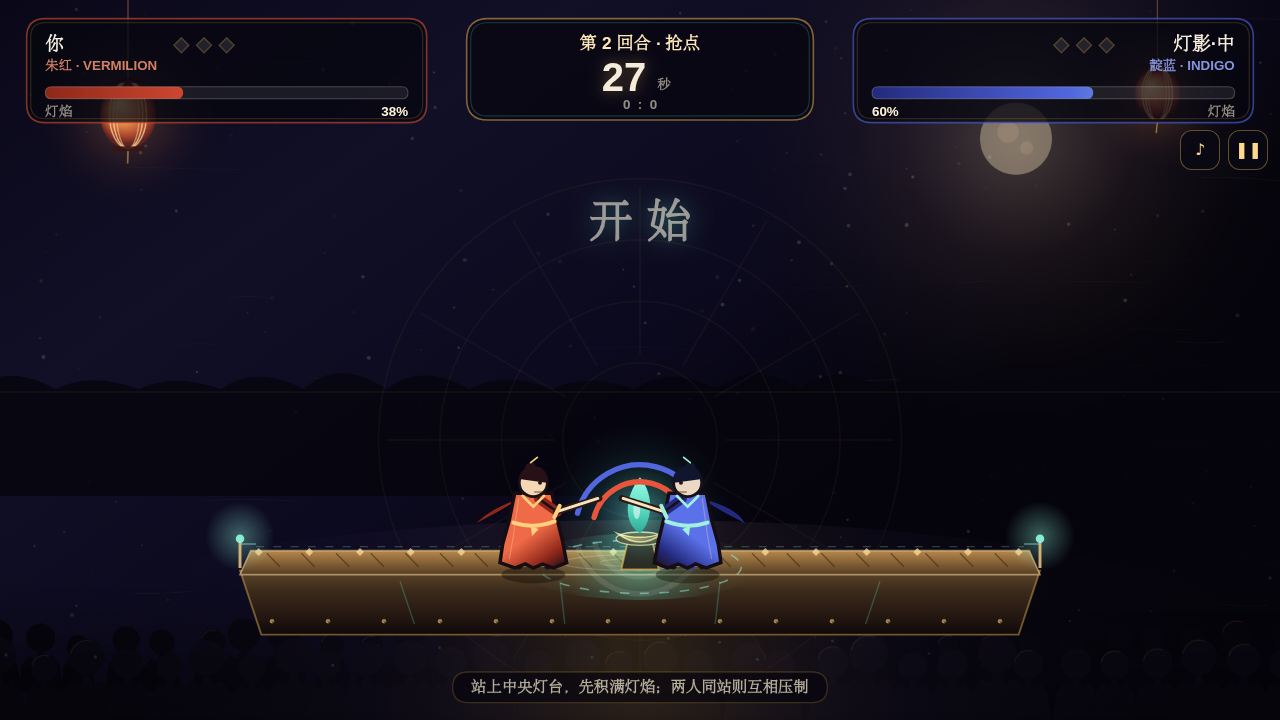 你
朱红 · VERMILION
灯焰 38%
第 2 回合 · 抢点
27 秒
0 : 0
灯影·中
靛蓝 · INDIGO
60% 灯焰
开始
站上中央灯台，先积满灯焰；两人同站则互相压制